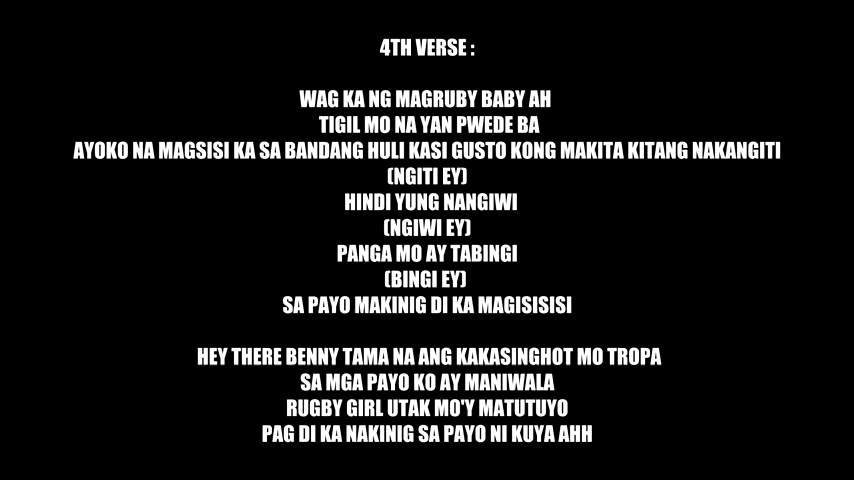 4TH VERSE :
WAG KA NG MAGRUBY BABY AH
TIGIL MO NA YAN PWEDE BA
AYOKO NA MAGSISI KA SA BANDANG HULI KASI GUSTO KONG MAKITA KITANG NAKANGITI
(NGITI EY)
HINDI YUNG NANGIWI
(NGIWI EY)
PANGA MO AY TABINGI
(BINGI EY)
SA PAYO MAKINIG DI KA MAGISISISI
HEY THERE BENNY TAMA NA ANG KAKASINGHOT MO TROPA
SA MGA PAYO KO AY MANIWALA
RUGBY GIRL UTAK MO'Y MATUTUYO
PAG DI KA NAKINIG SA PAYO NI KUYA AHH